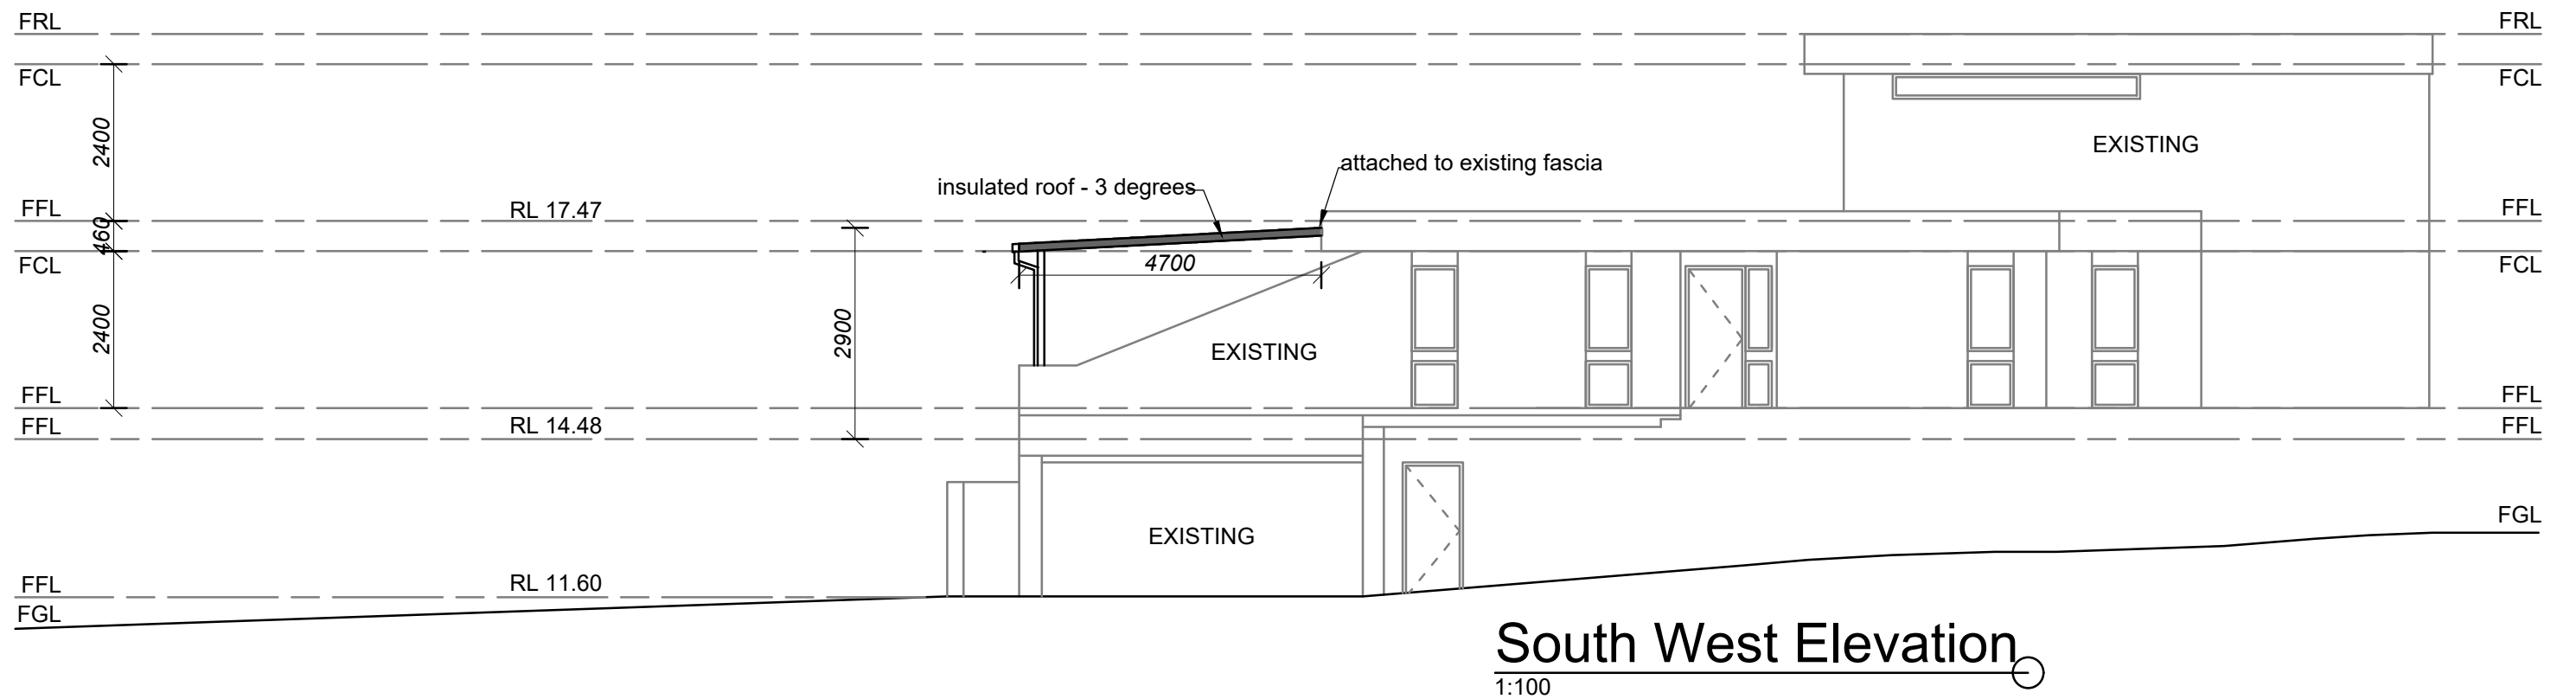 FRL FRL
FCL FCL
2400
attached to existing fascia
EXISTING
insulated roof - 3 degrees
FFL RL 17.47 FFL
460
FCL 4700 FCL
2400
2900
EXISTING
FFL FFL
FFL RL 14.48 FFL
FGL
EXISTING
FFL RL 11.60
FGL
South West Elevation
1:100